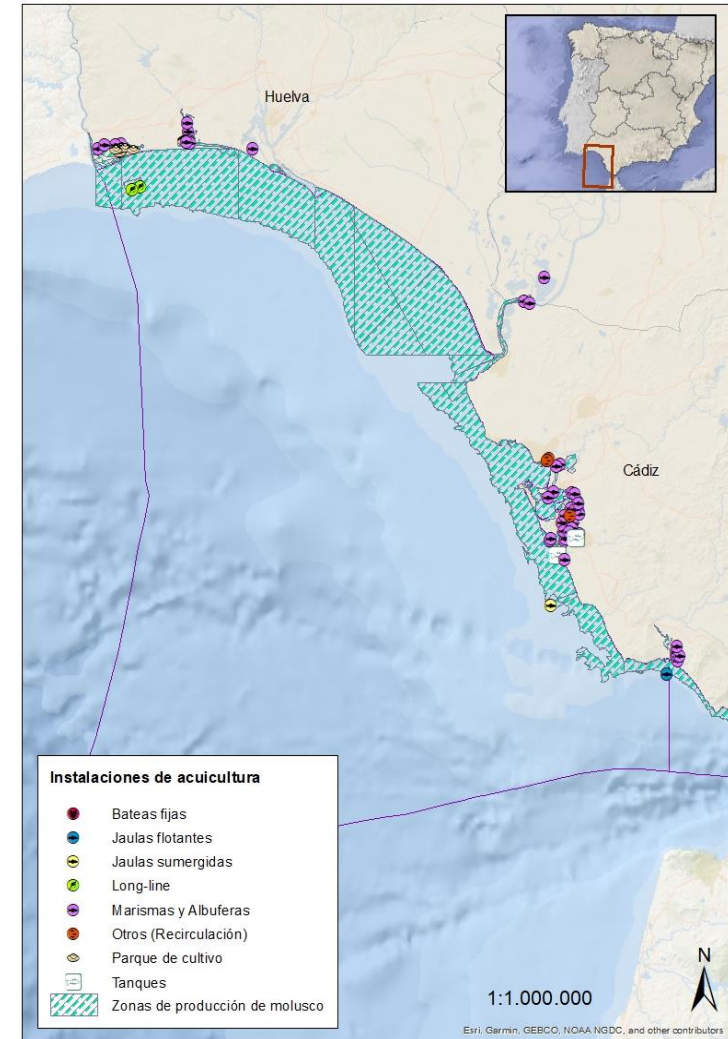 Huelva
Cádiz
Instalaciones de acuicultura
Bateas fijas
Jaulas flotantes
Jaulas sumergidas
Long-line
Marismas y Albuferas
Otros (Recirculación)
Parque de cultivo
Tanques
Zonas de producción de molusco
1:1.000.000
N
Esri, Garmin, GEBCO, NOAA NGDC, and other contributors